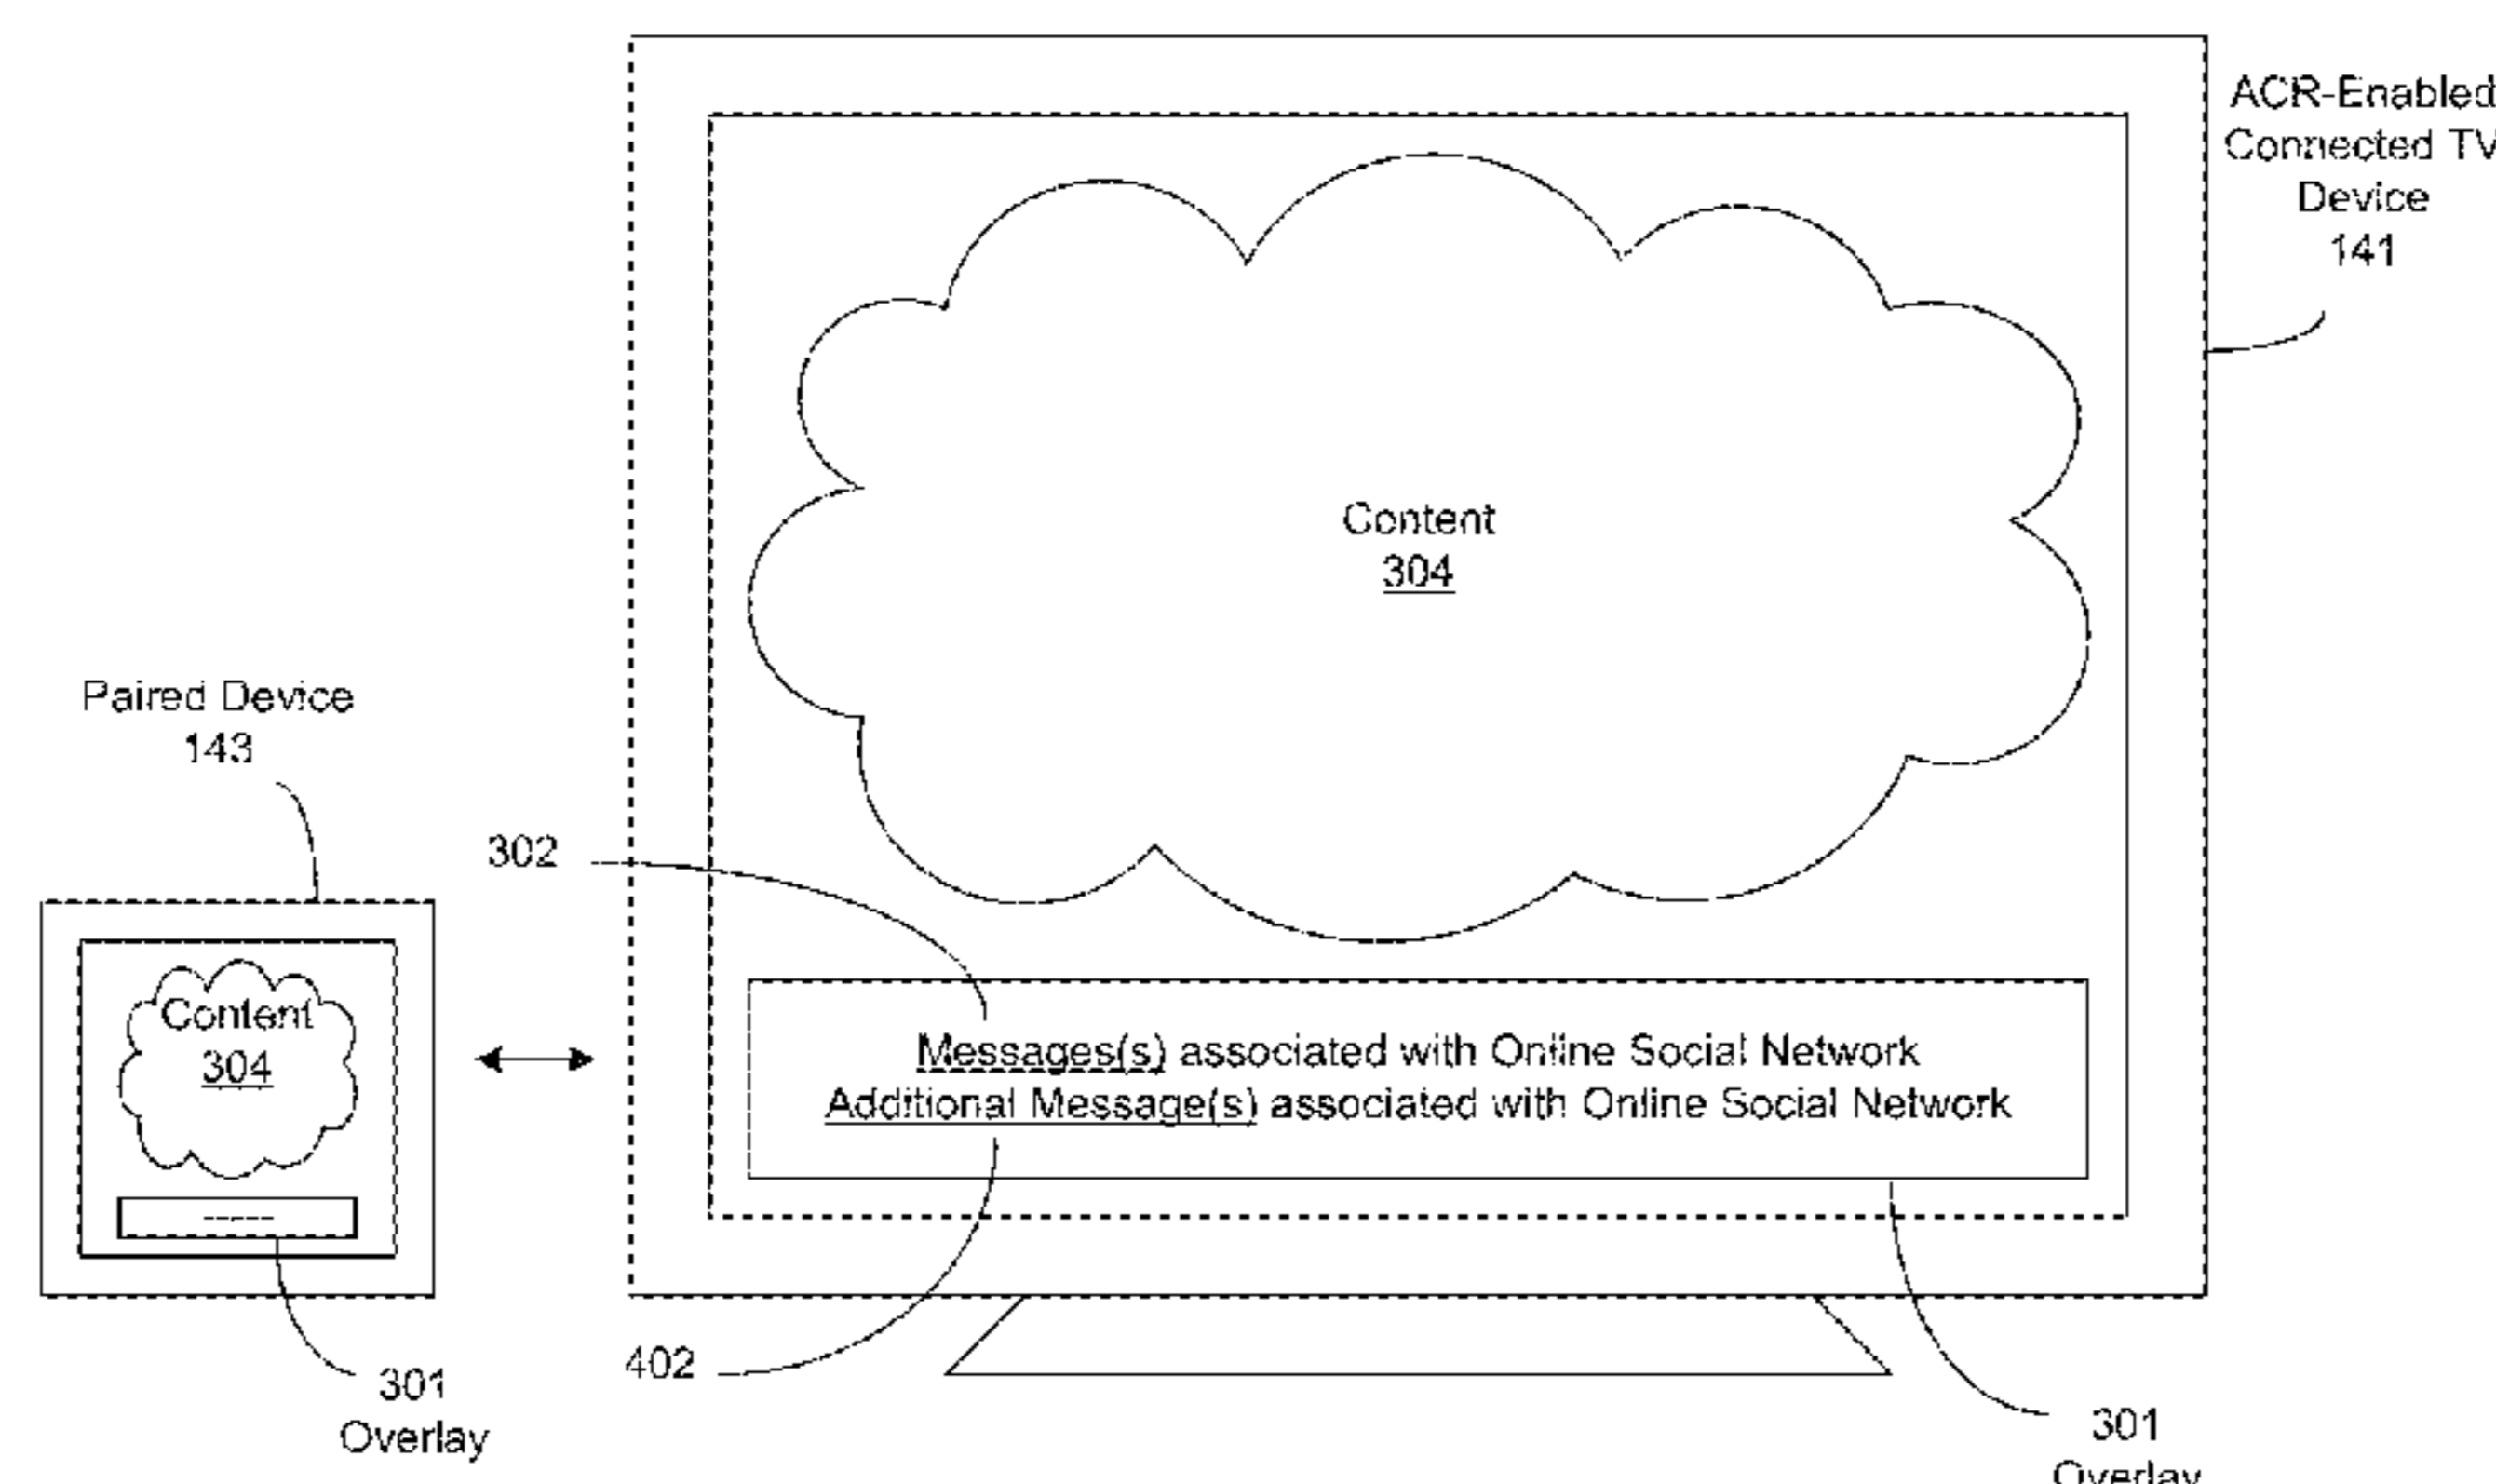 ACR-Enabled
Connected TV
Device
141
Content
304
Paired Device
143
302
Content
304
Messages(s) associated with Online Social Network
Additional Message(s) associated with Online Social Network
402
301
Overlay
301
Overlay